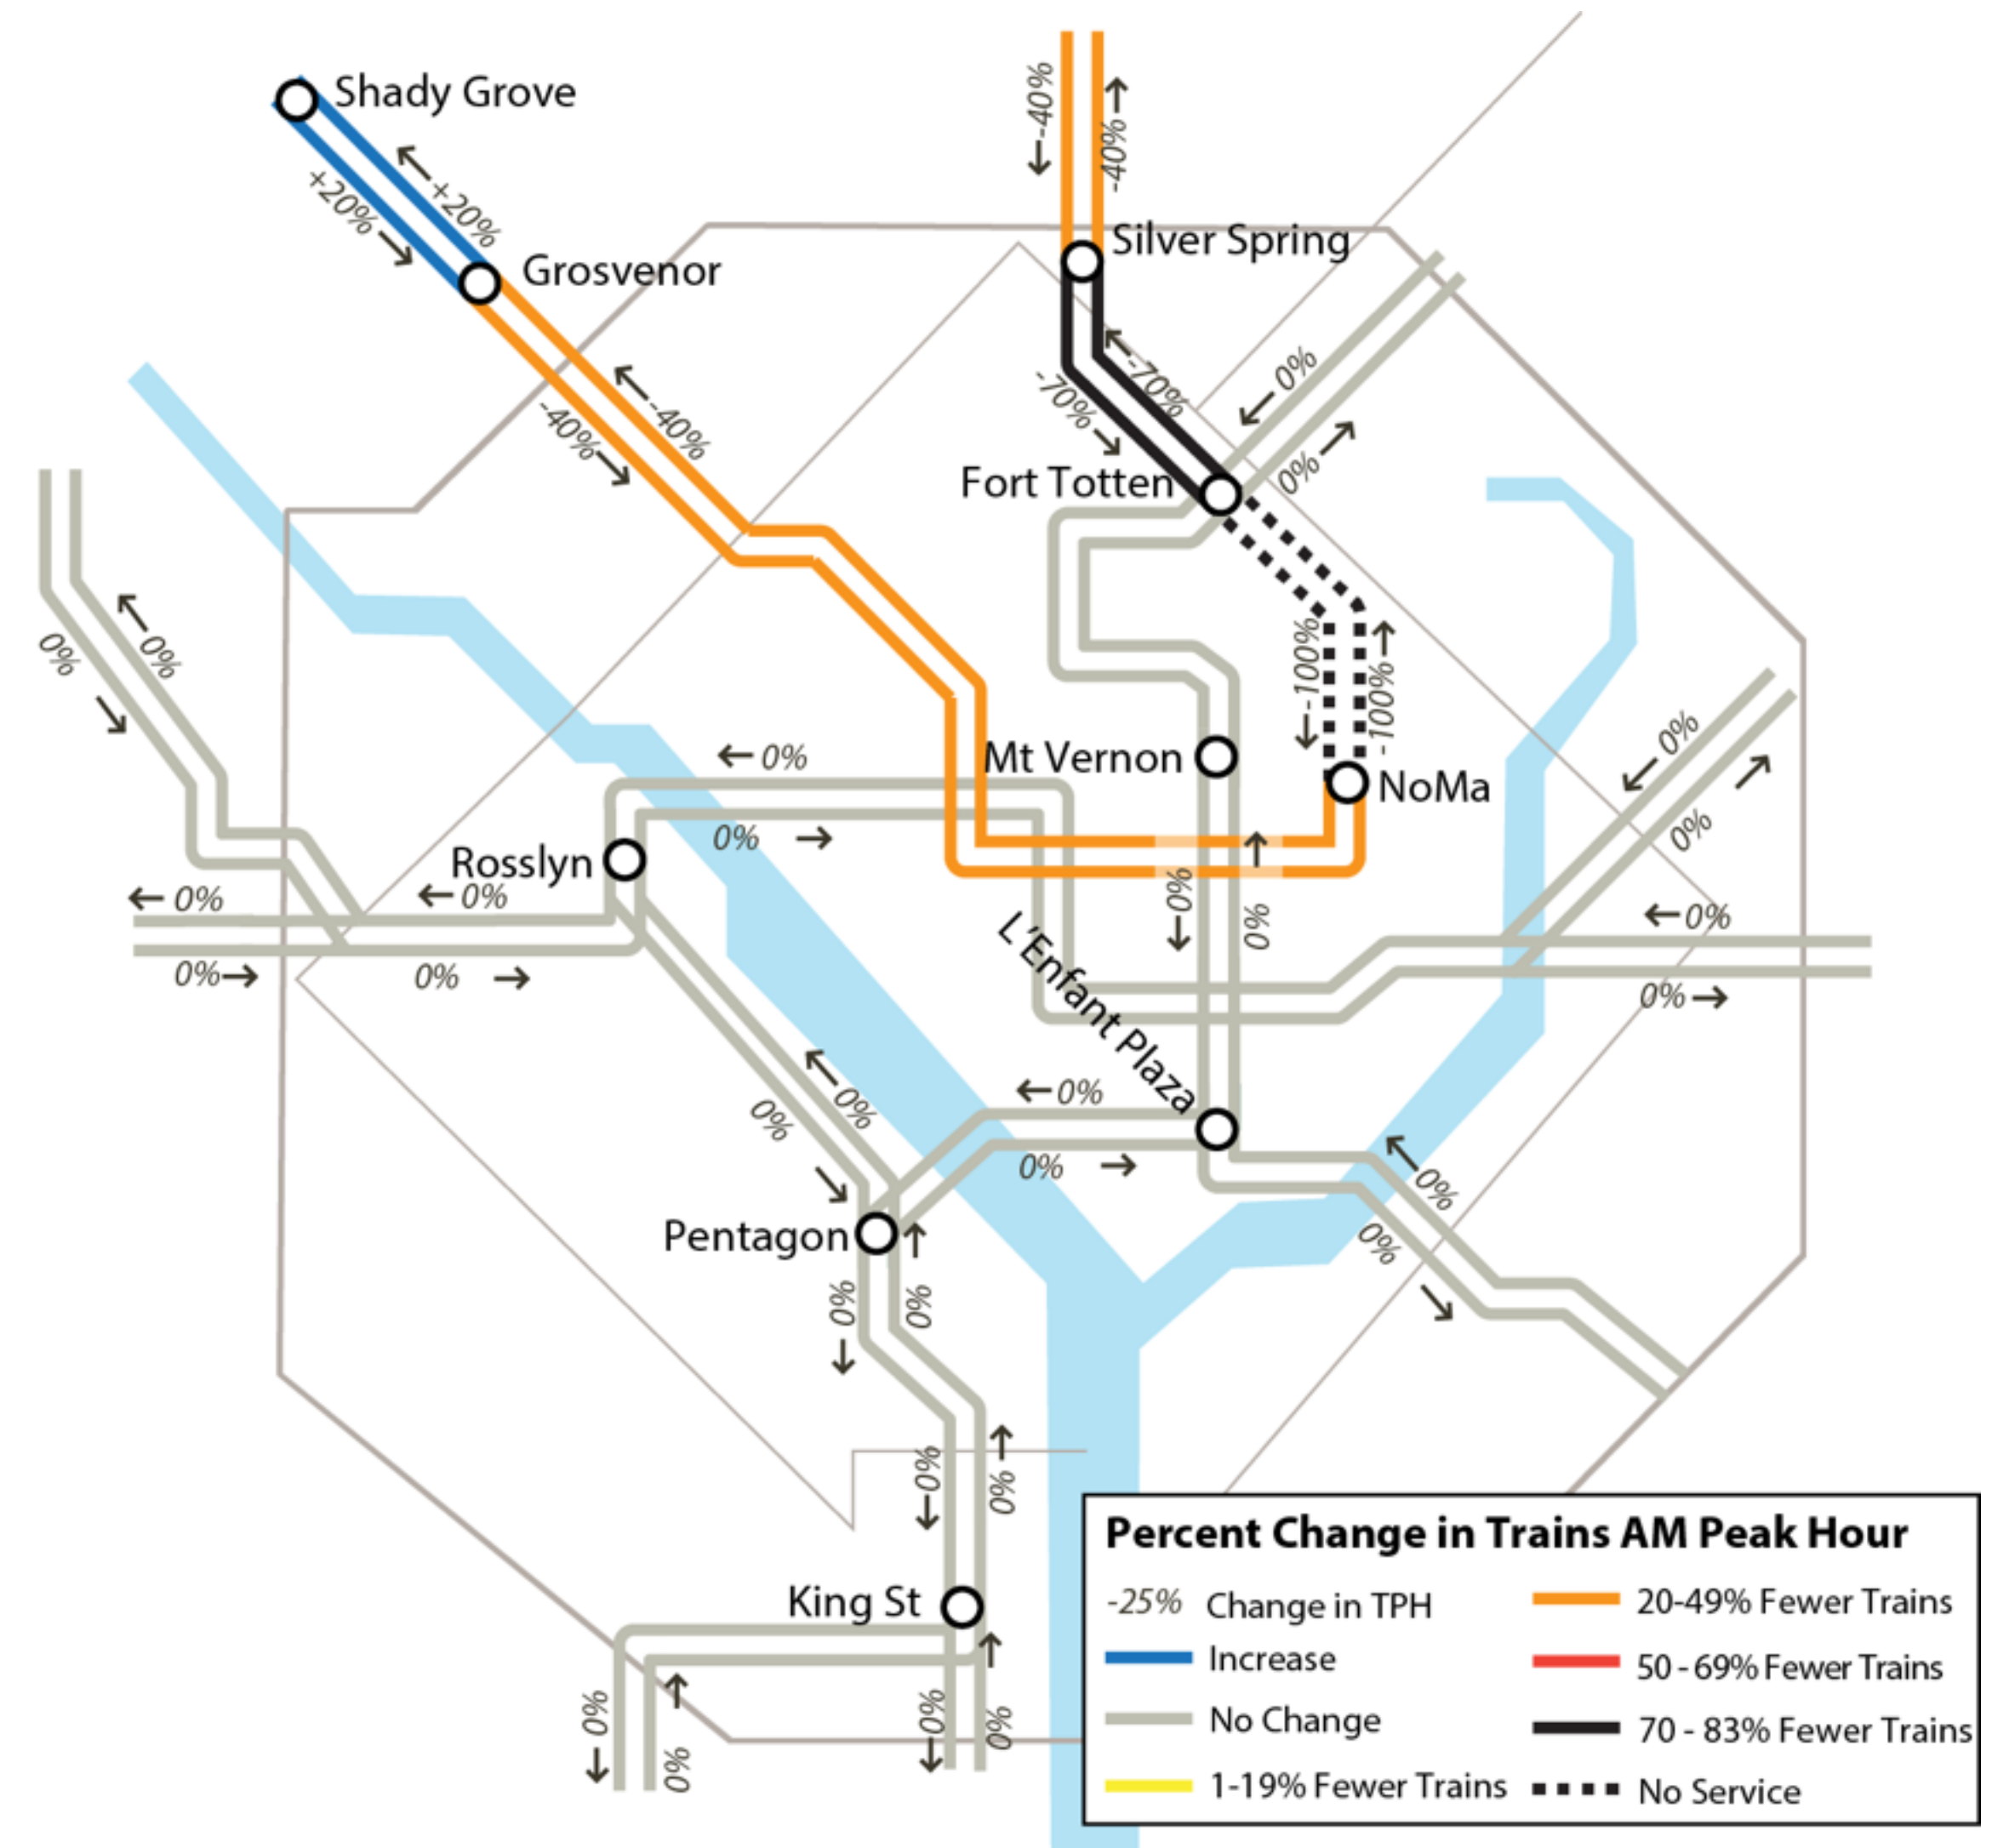 Shady Grove
←+20%
+20%→
Grosvenor
←-40%
-40%→
←-40%
-40%→
Silver Spring
←-70%
-70%→
←0%
0%→
Fort Totten
←-100%
-100%→
Mt Vernon
NoMa
←0%
0%→
←0%
0%→
Rosslyn
←0%
0%→
←0%
0%→
←0%
0%→
←0%
0%→
←0%
0%→
L'Enfant Plaza
←0%
0%→
←0%
0%→
←0%
0%→
Pentagon
←0%
0%→
←0%
0%→
King St
←0%
0%→
←0%
0%→
Percent Change in Trains AM Peak Hour
-25% Change in TPH
Increase
No Change
1-19% Fewer Trains
20-49% Fewer Trains
50 - 69% Fewer Trains
70 - 83% Fewer Trains
No Service